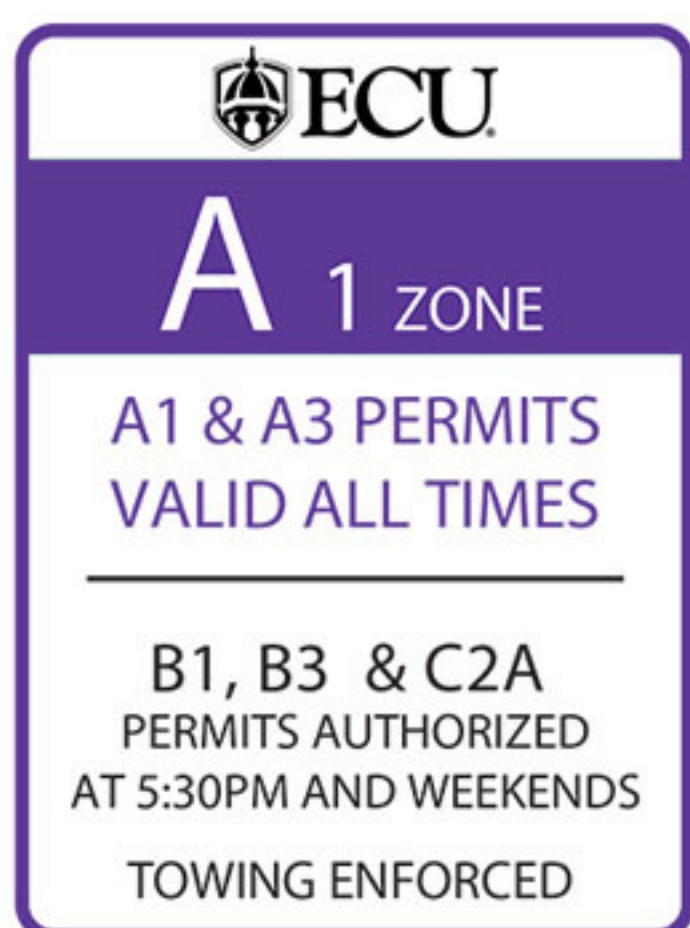 ECU
A 1 ZONE
A1 & A3 PERMITS
VALID ALL TIMES
B1, B3 & C2A
PERMITS AUTHORIZED
AT 5:30PM AND WEEKENDS
TOWING ENFORCED